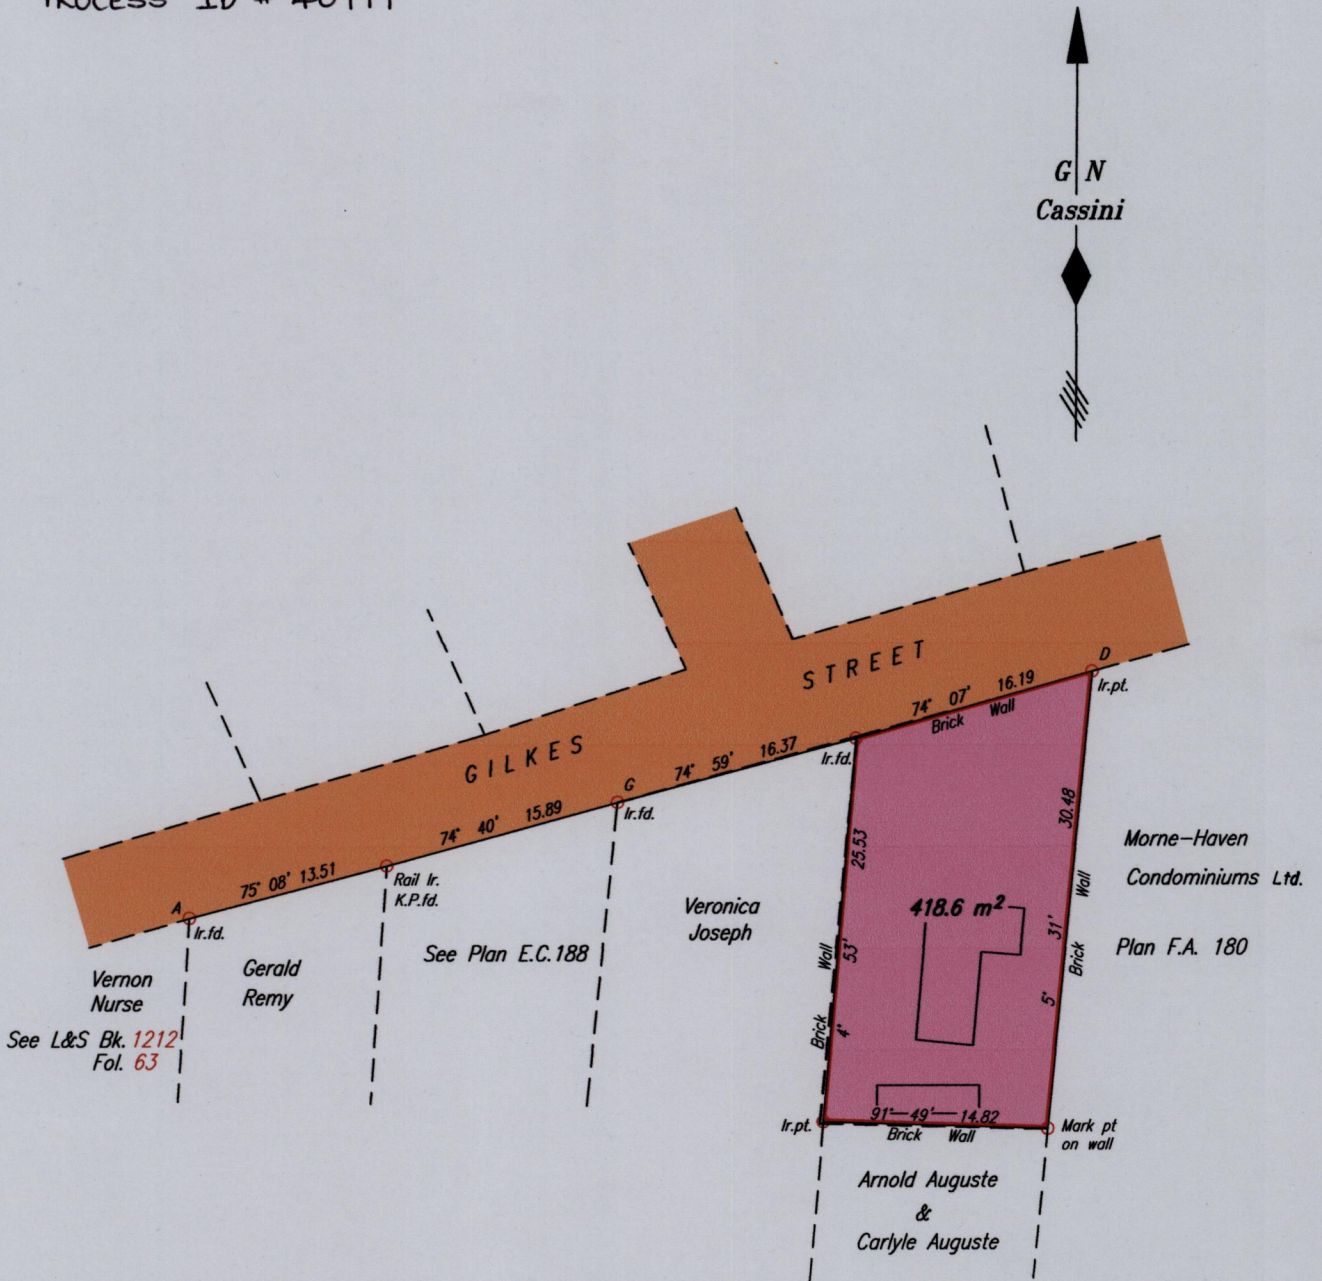 G N
Cassini
STREET
GILKES
D
Ir.pt.
74° 07' 16.19
Brick Wall
Ir.fd.
74° 59' 16.37
G
Ir.fd.
74° 40' 15.89
Rail Ir.
K.P.fd.
75° 08' 13.51
A
Ir.fd.
25.53
30.48
Morne-Haven
Condominiums Ltd.
Plan F.A. 180
Veronica
Joseph
418.6 m²
See Plan E.C.188
Gerald
Remy
Vernon
Nurse
See L&S Bk. 1212
Fol. 63
Brick Wall
4° 53'
Brick Wall
5° 31'
91° 49' 14.82
Brick Wall
Ir.pt.
Mark pt
on wall
Arnold Auguste
&
Carlyle Auguste